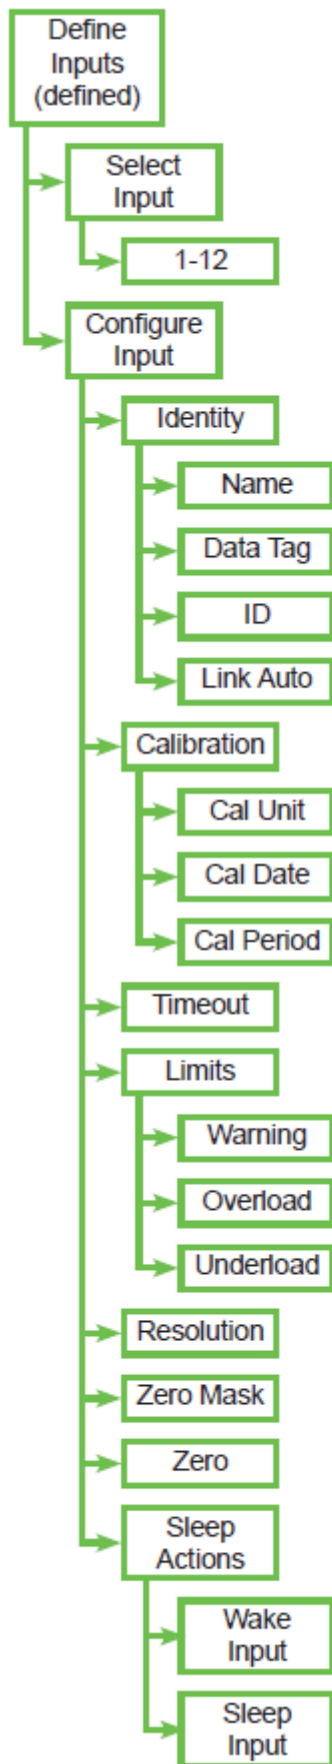 Define
Inputs
(defined)
Select
Input
1-12
Configure
Input
Identity
Name
Data Tag
ID
Link Auto
Calibration
Cal Unit
Cal Date
Cal Period
Timeout
Limits
Warning
Overload
Underload
Resolution
Zero Mask
Zero
Sleep
Actions
Wake
Input
Sleep
Input